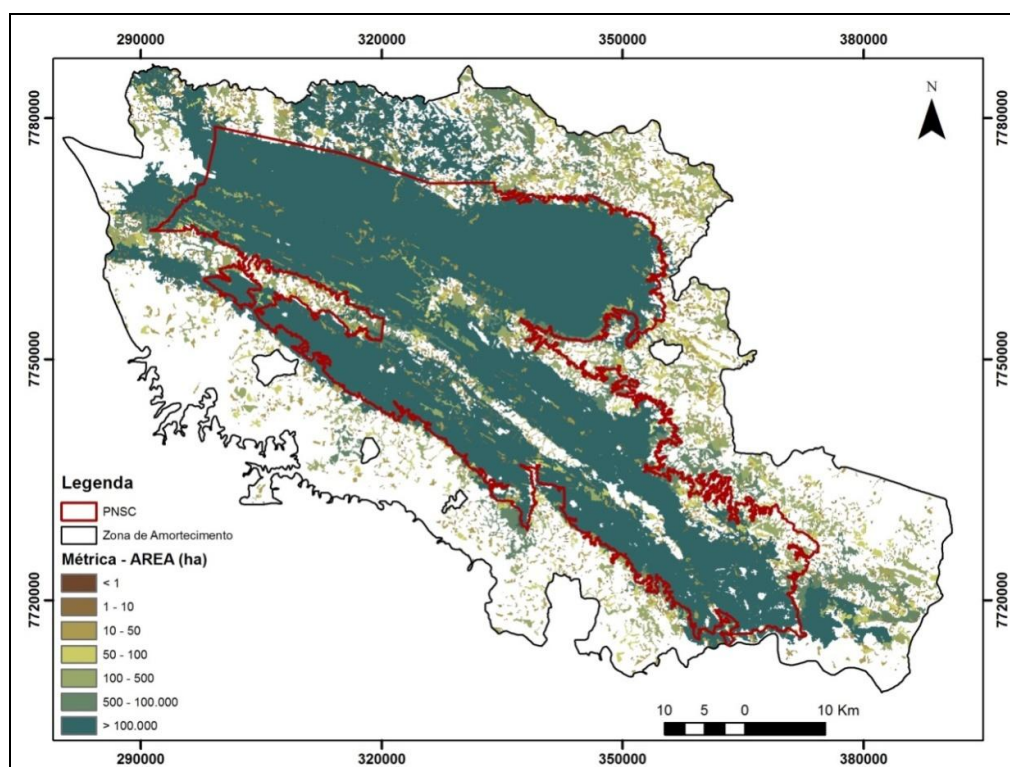 290000 320000 350000 380000
N
7780000 7780000
7750000 7750000
Legenda
PNSC
Zona de Amortecimento
Métrica - AREA (ha)
< 1
1 - 10
10 - 50
50 - 100
100 - 500
500 - 100.000
> 100.000
7720000 7720000
10 5 0 10 Km
290000 320000 350000 380000